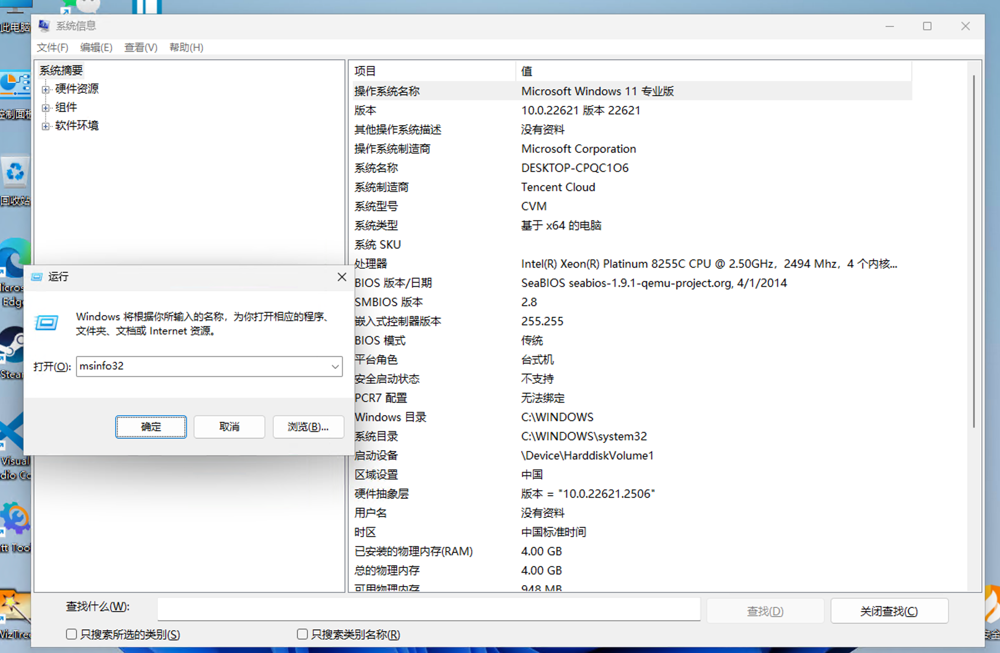 此电脑
控制面板
回收站
Edg
Visual
系统信息
文件(F) 编辑(E) 查看(V) 帮助(H)
系统摘要
硬件资源
组件
软件环境
项目 值
操作系统名称 Microsoft Windows 11 专业版
版本 10.0.22621 版本 22621
其他操作系统描述 没有资料
操作系统制造商 Microsoft Corporation
系统名称 DESKTOP-CPQC1O6
系统制造商 Tencent Cloud
系统型号 CVM
系统类型 基于 x64 的电脑
系统 SKU
处理器 Intel(R) Xeon(R) Platinum 8255C CPU @ 2.50GHz，2494 Mhz，4 个内核...
BIOS 版本/日期 SeaBIOS seabios-1.9.1-qemu-project.org, 4/1/2014
SMBIOS 版本 2.8
嵌入式控制器版本 255.255
BIOS 模式 传统
平台角色 台式机
安全启动状态 不支持
PCR7 配置 无法绑定
Windows 目录 C:\WINDOWS
系统目录 C:\WINDOWS\system32
启动设备 \Device\HarddiskVolume1
区域设置 中国
硬件抽象层 版本 = "10.0.22621.2506"
用户名 没有资料
时区 中国标准时间
已安装的物理内存(RAM) 4.00 GB
总的物理内存 4.00 GB
可用物理内存 948 MB
运行
Windows 将根据你所输入的名称，为你打开相应的程序、
文件夹、文档或 Internet 资源。
打开(O): msinfo32
确定 取消 浏览(B)...
查找什么(W):
查找(D) 关闭查找(C)
只搜索所选的类别(S) 只搜索类别名称(R)